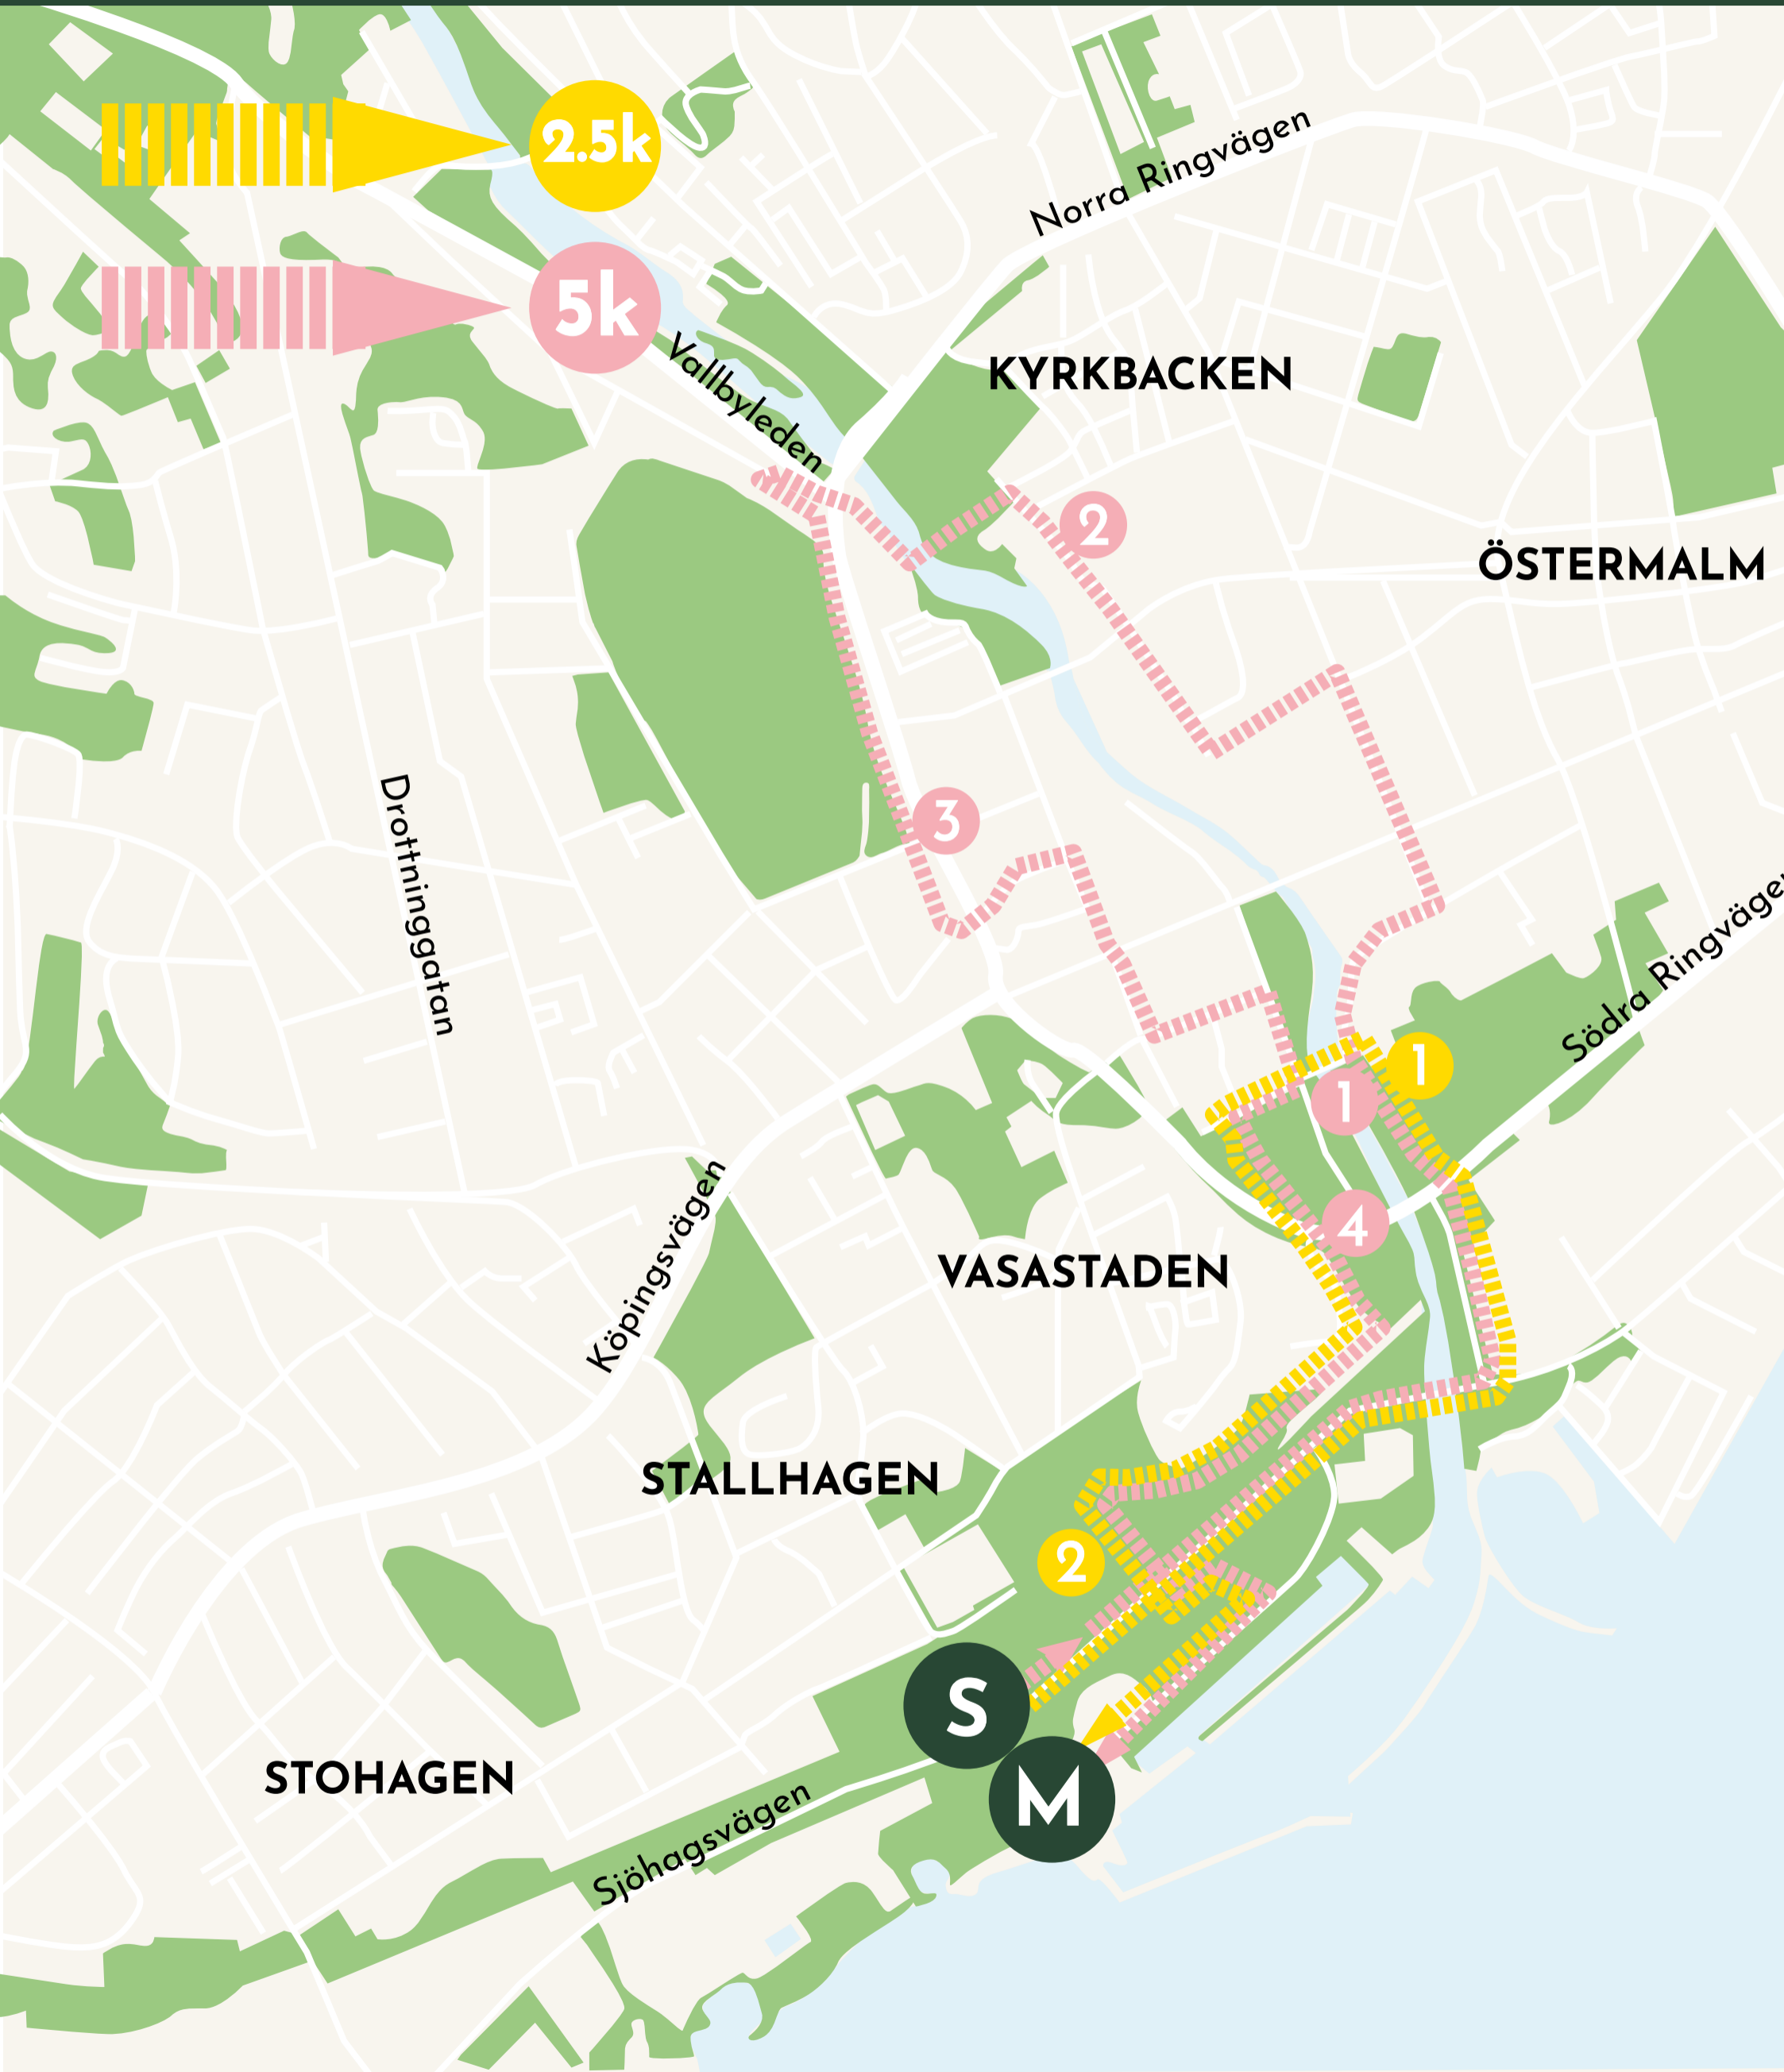 2.5k
Norra Ringvägen
5k
Vallbyleden
KYRKBACKEN
2
ÖSTERMALM
3
Drottninggatan
Södra Ringvägen
1
1
Köpingsvägen
4
VASASTADEN
STALLHAGEN
2
S
STOHAGEN
M
Sjöhagsvägen